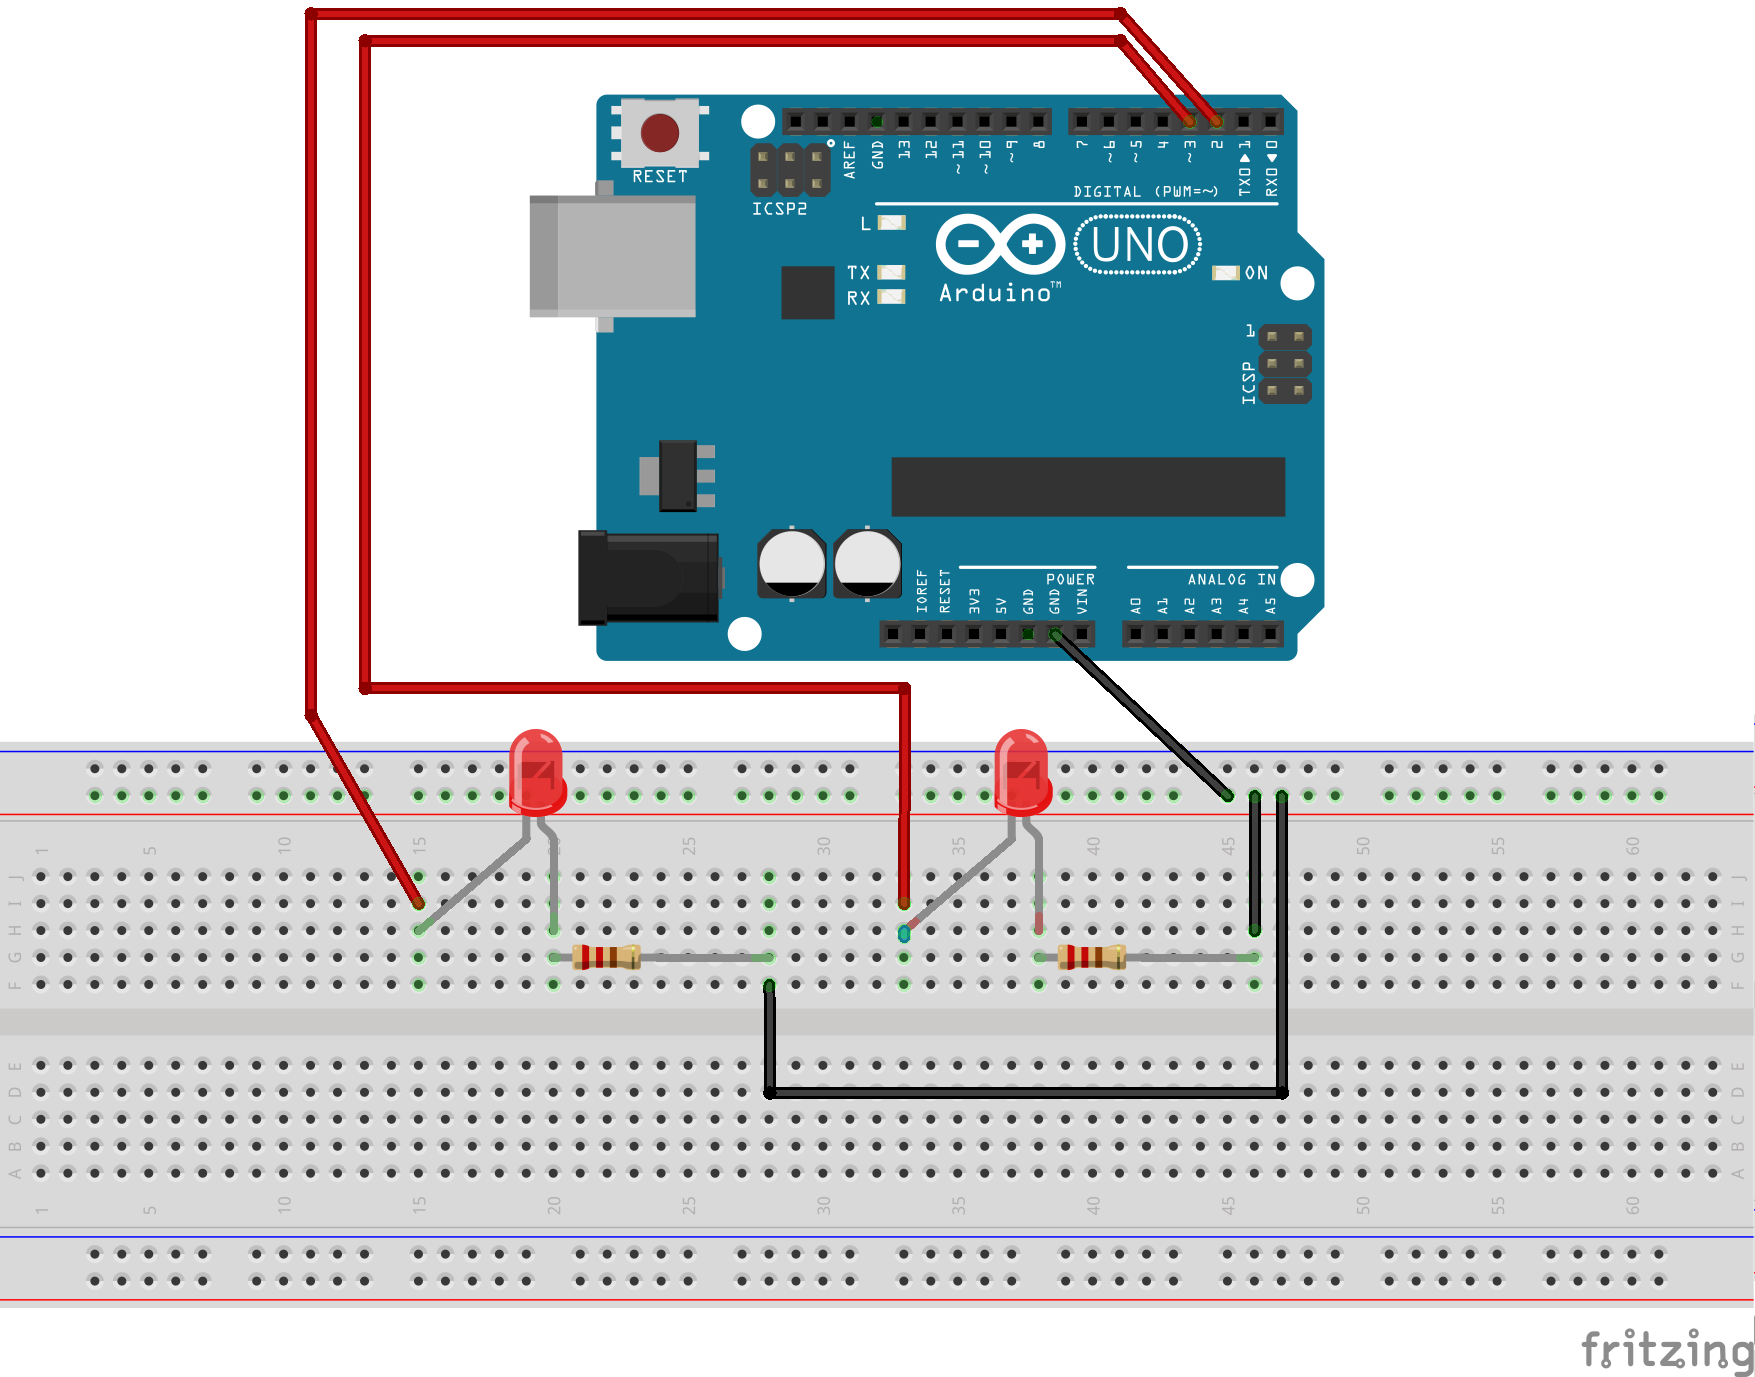 RESET
ICSP2
AREF
GND
13
12
~11
~10
~9
8
7
~6
~5
4
~3
2
TX0▶1
RX0◀0
DIGITAL (PWM=~)
L
TX
RX
UNO
Arduino™
ON
1
ICSP
IOREF
RESET
3V3
5V
GND
GND
VIN
POWER
ANALOG IN
A0
A1
A2
A3
A4
A5
1 5 10 15 20 25 30 35 40 45 50 55 60
J J
I I
H H
G G
F F
E E
D D
C C
B B
A A
1 5 10 15 20 25 30 35 40 45 50 55 60
fritzing